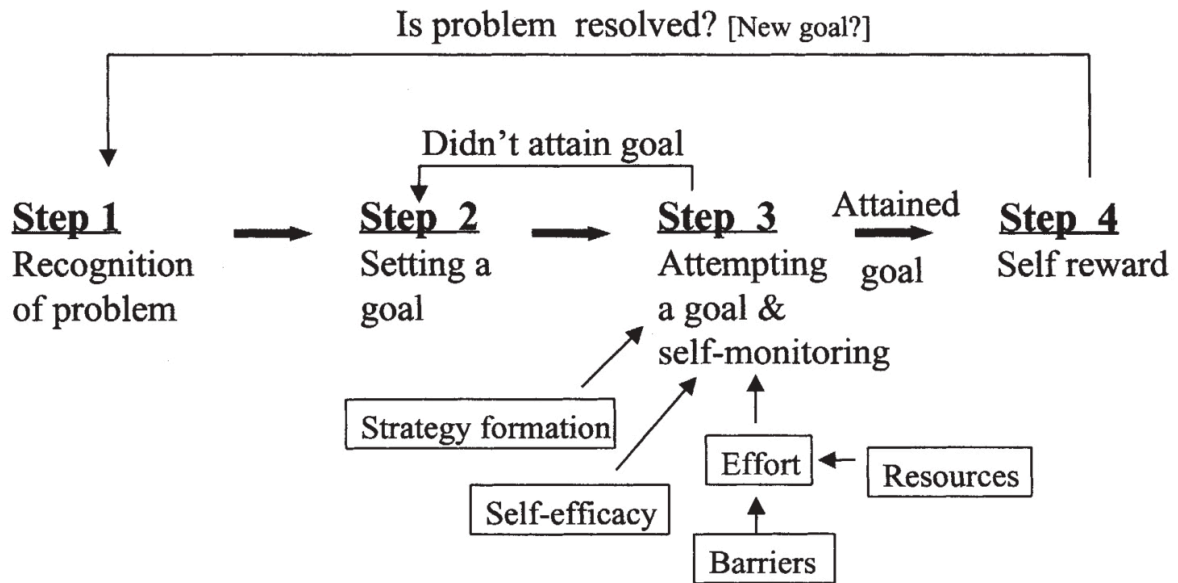 Is problem resolved? [New goal?]
Didn't attain goal
Step 1
Recognition
of problem
Step 2
Setting a
goal
Step 3
Attempting
a goal &
self-monitoring
Attained
goal
Step 4
Self reward
Strategy formation
Self-efficacy
Effort
Resources
Barriers